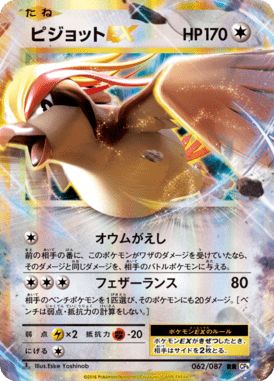 たね
ピジョットEX
HP170
オウムがえし
前の相手の番に、このポケモンがワザのダメージを受けていたなら、
そのダメージと同じダメージを、相手のバトルポケモンにも与える。
フェザーランス 80
相手のベンチポケモン1匹を選び、そのポケモンにも20ダメージ。
[ベンチは弱点・抵抗力の計算をしない。]
弱点 ×2 抵抗力 -20
にげる
ポケモンEXのルール
ポケモンEXがきぜつしたとき、
相手はサイドを2枚とる。
Illus.Eske Yoshinob
062/087 RR CP6